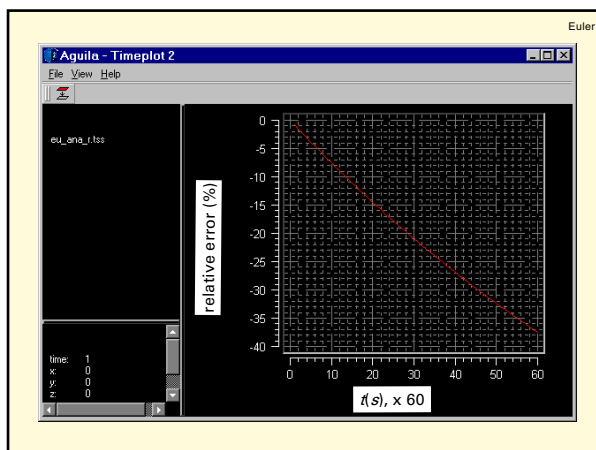 Euler
Aguila - Timeplot 2
File View Help
eu_ana_r.tss
relative error (%)
0
-5
-10
-15
-20
-25
-30
-35
-40
0 10 20 30 40 50 60
t(s), x 60
time: 1
x: 0
y: 0
z: 0